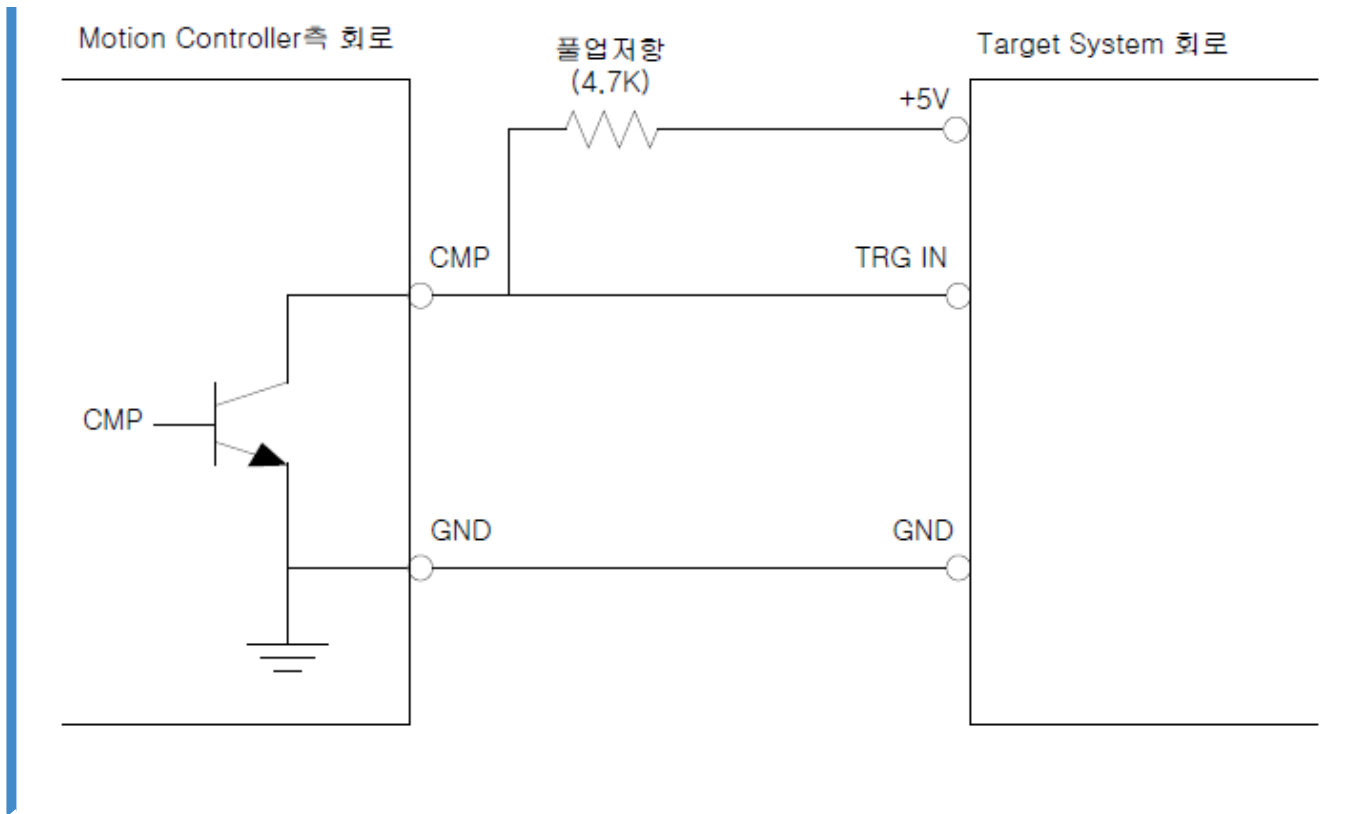 Motion Controller측 회로
풀업저항
(4.7K)
Target System 회로
+5V
CMP
TRG IN
CMP
GND
GND